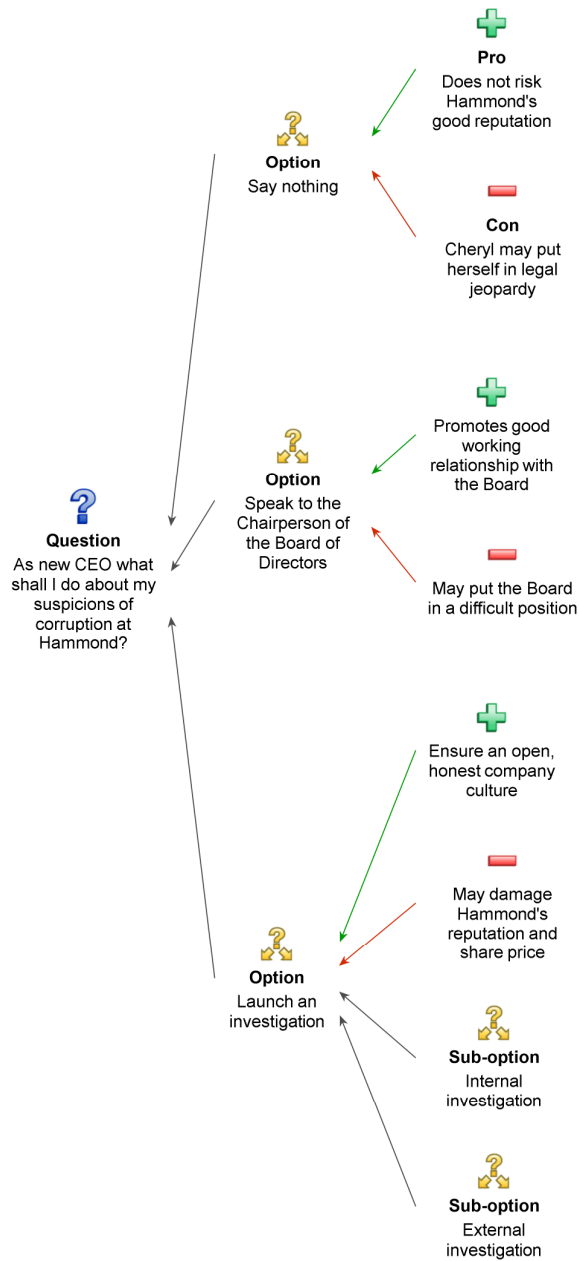 Pro
Does not risk
Hammond's
good reputation
Option
Say nothing
Con
Cheryl may put
herself in legal
jeopardy
Promotes good
working
relationship with
the Board
Option
Speak to the
Chairperson of
the Board of
Directors
Question
As new CEO what
shall I do about my
suspicions of
corruption at
Hammond?
May put the Board
in a difficult position
Ensure an open,
honest company
culture
May damage
Hammond's
reputation and
share price
Option
Launch an
investigation
Sub-option
Internal
investigation
Sub-option
External
investigation